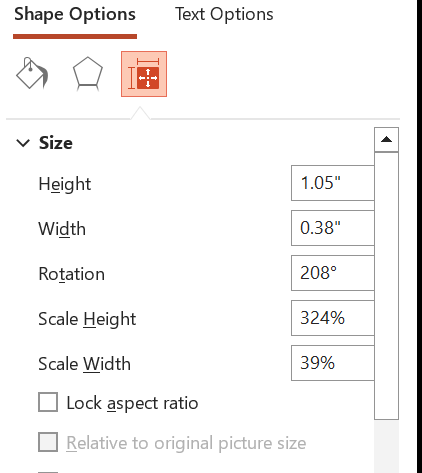 Shape Options Text Options
Size
Height 1.05"
Width 0.38"
Rotation 208°
Scale Height 324%
Scale Width 39%
Lock aspect ratio
Relative to original picture size